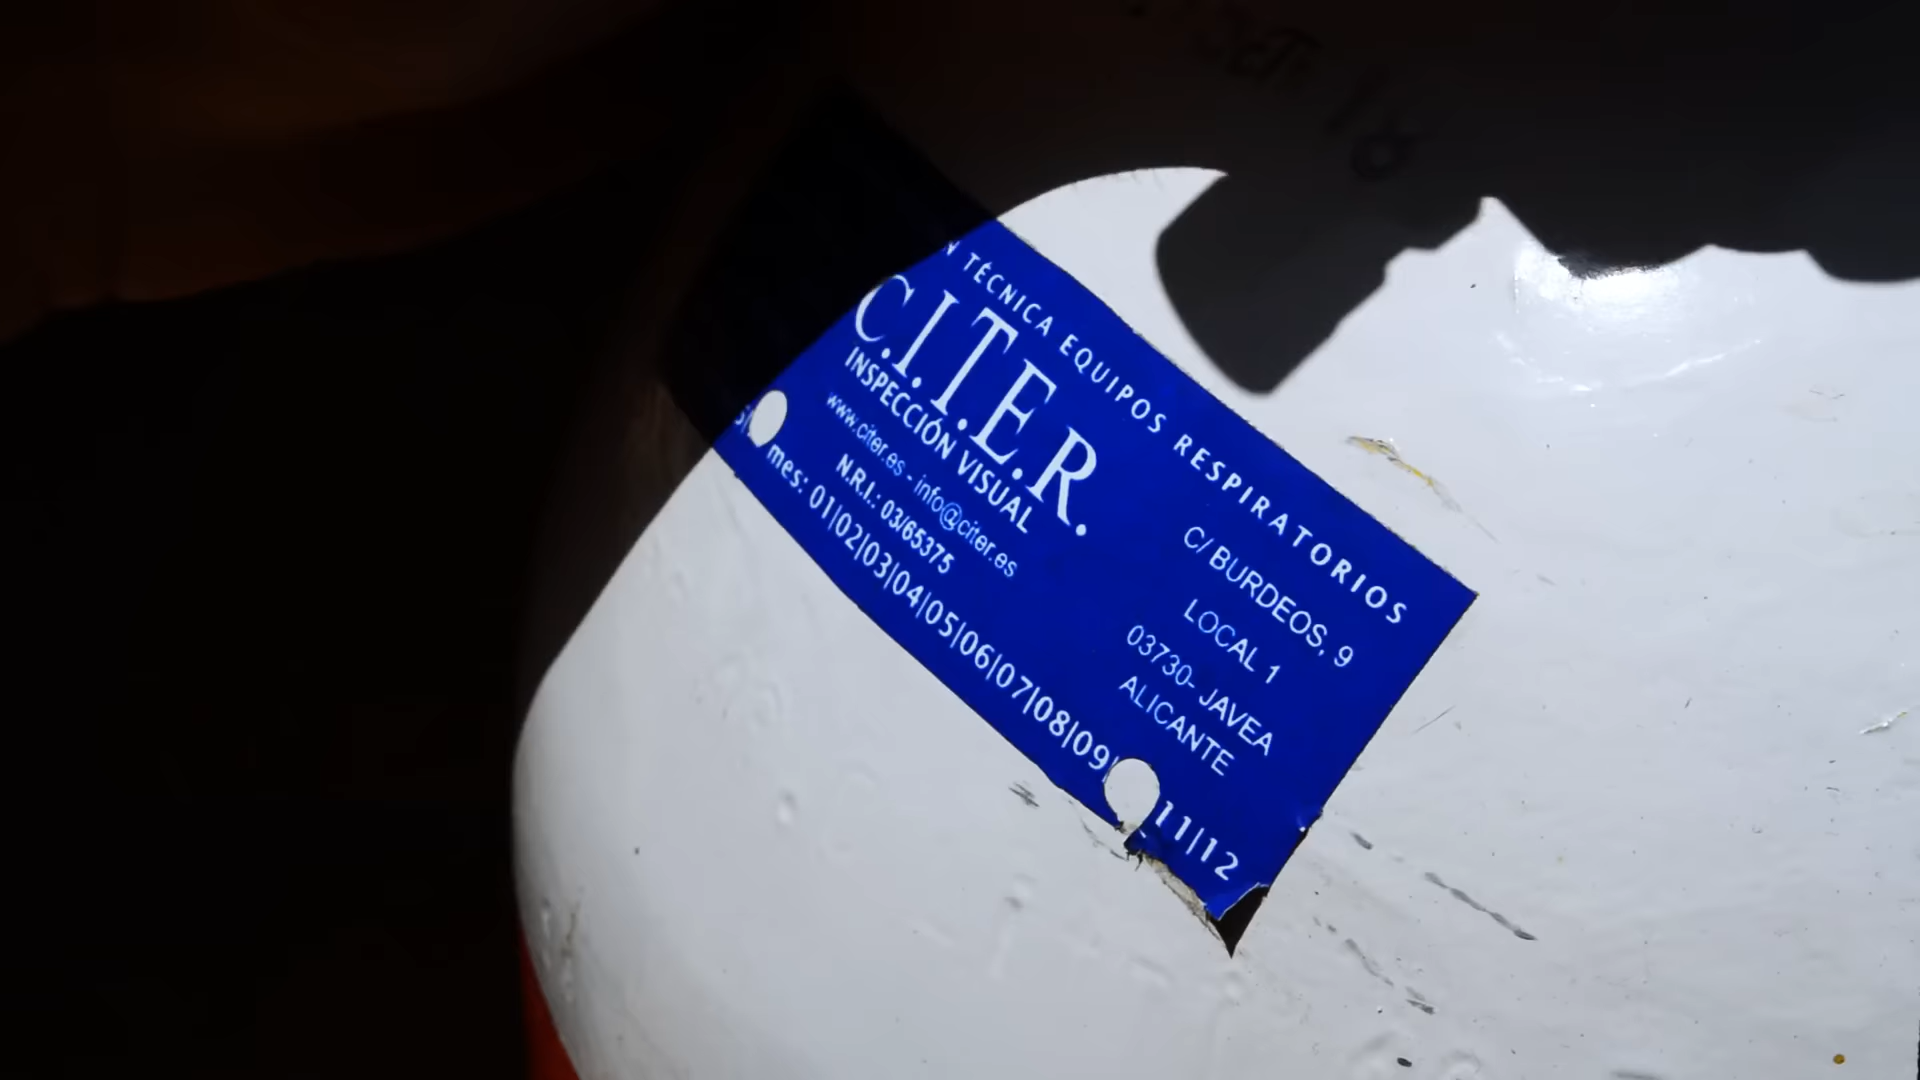 TÉCNICA EQUIPOS RESPIRATORIOS
C.I.T.E.R.
INSPECCIÓN VISUAL
www.citer.es - info@citer.es
N.R.I.: 03/65375
C/ BURDEOS, 9
LOCAL 1
03730- JAVEA
ALICANTE
mes: 01|02|03|04|05|06|07|08|09| 11|12